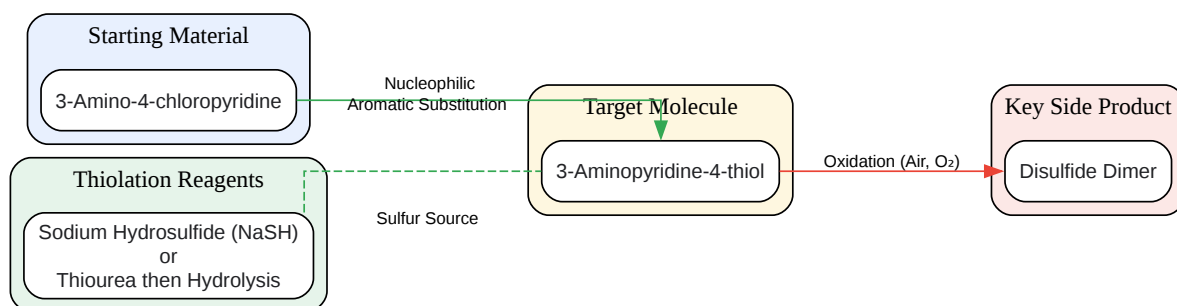 Starting Material
3-Amino-4-chloropyridine
Nucleophilic
Aromatic Substitution
Thiolation Reagents
Sodium Hydrosulfide (NaSH)
or
Thiourea then Hydrolysis
Sulfur Source
Target Molecule
3-Aminopyridine-4-thiol
Oxidation (Air, O₂)
Key Side Product
Disulfide Dimer